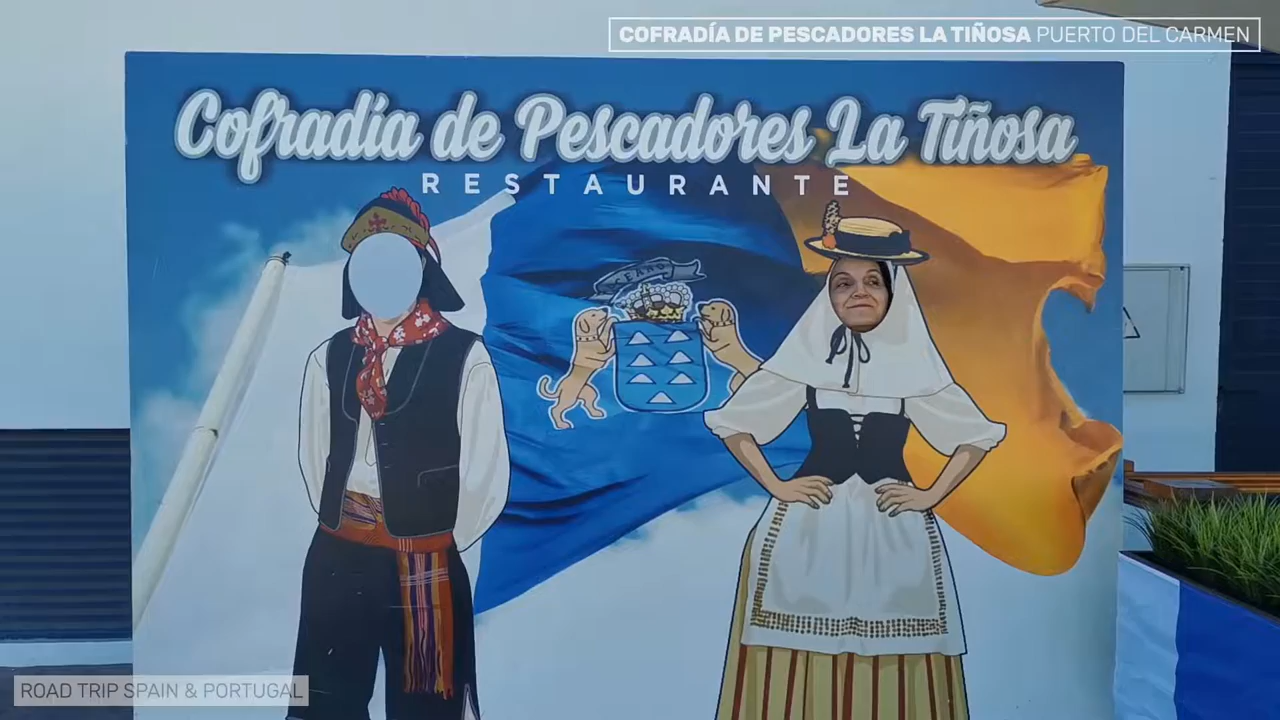 COFRADÍA DE PESCADORES LA TIÑOSA PUERTO DEL CARMEN
Cofradía de Pescadores La Tiñosa
RESTAURANTE
ROAD TRIP SPAIN & PORTUGAL